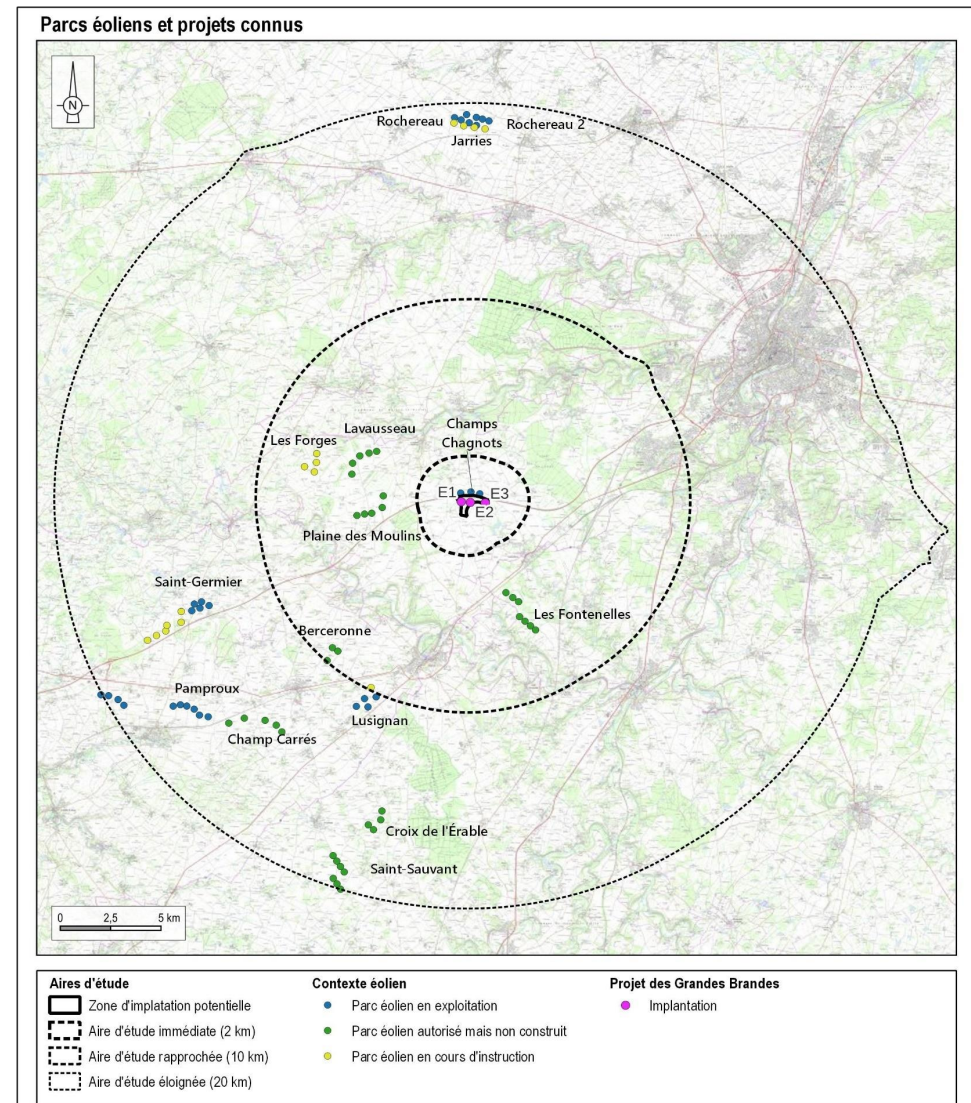 Parcs éoliens et projets connus
N
Rochereau
Rochereau 2
Jarries
Champs
Chagnots
Lavausseau
Les Forges
E1
E3
E2
Plaine des Moulins
Saint-Germier
Les Fontenelles
Berceronne
Pamproux
Lusignan
Champ Carrés
Croix de l'Érable
Saint-Sauvant
0 2,5 5 km
Aires d'étude
Zone d'implatation potentielle
Aire d'étude immédiate (2 km)
Aire d'étude rapprochée (10 km)
Aire d'étude éloignée (20 km)
Contexte éolien
Parc éolien en exploitation
Parc éolien autorisé mais non construit
Parc éolien en cours d'instruction
Projet des Grandes Brandes
Implantation